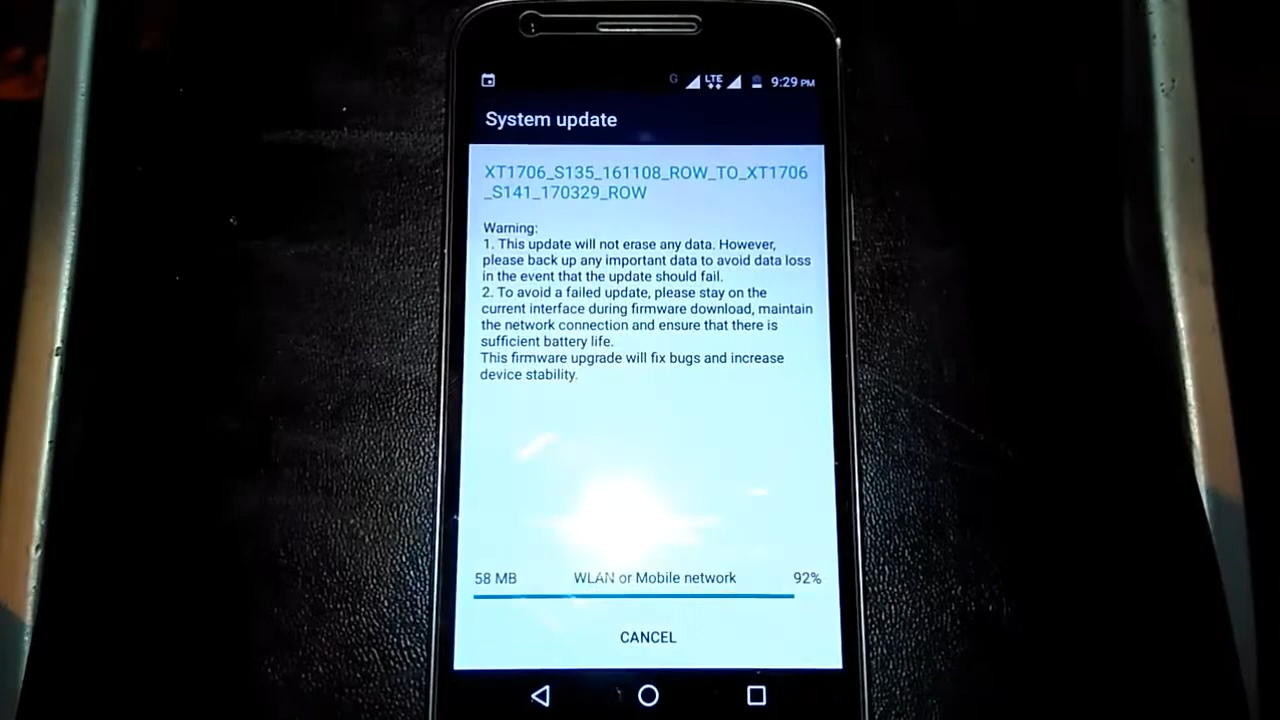 G LTE 9:29 PM
System update
XT1706_S135_161108_ROW_TO_XT1706
_S141_170329_ROW
Warning:
1. This update will not erase any data. However,
please back up any important data to avoid data loss
in the event that the update should fail.
2. To avoid a failed update, please stay on the
current interface during firmware download, maintain
the network connection and ensure that there is
sufficient battery life.
This firmware upgrade will fix bugs and increase
device stability.
58 MB WLAN or Mobile network 92%
CANCEL